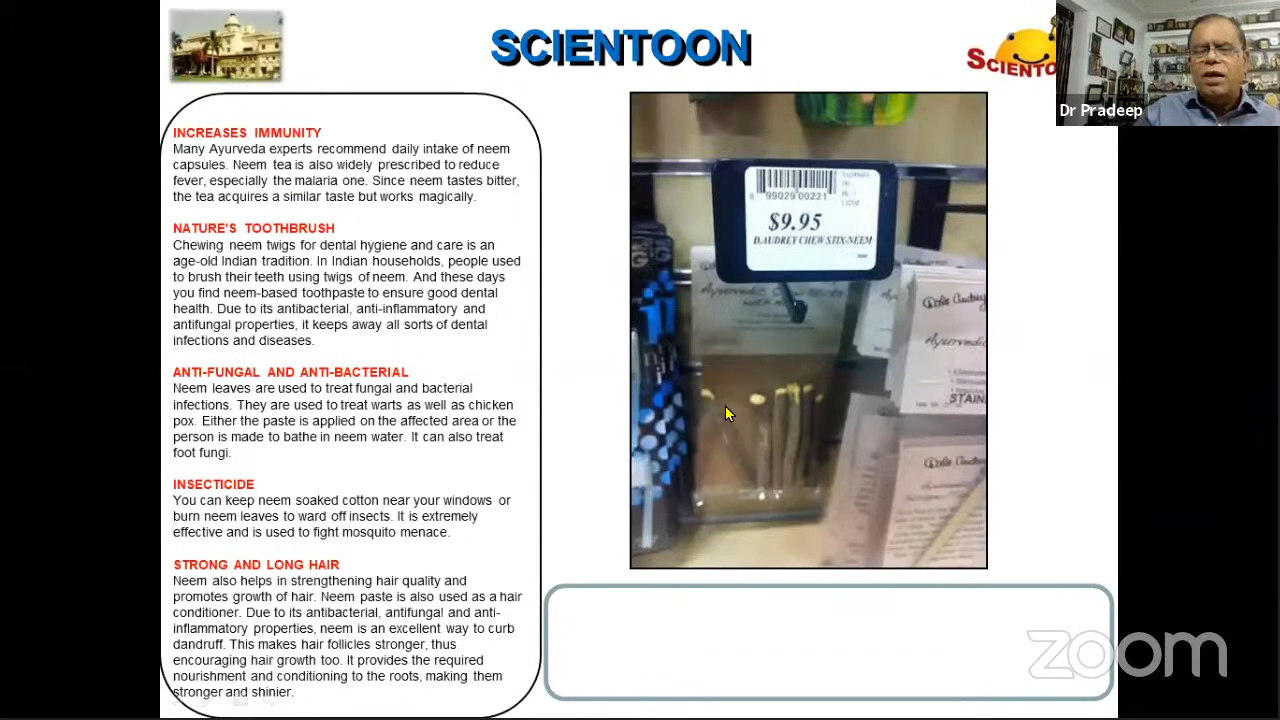 SCIENTOON
SCIENTO
Dr Pradeep
INCREASES IMMUNITY
Many Ayurveda experts recommend daily intake of neem
capsules. Neem tea is also widely prescribed to reduce
fever, especially the malaria one. Since neem tastes bitter,
the tea acquires a similar taste but works magically.
NATURE'S TOOTHBRUSH
Chewing neem twigs for dental hygiene and care is an
age-old Indian tradition. In Indian households, people used
to brush their teeth using twigs of neem. And these days
you find neem-based toothpaste to ensure good dental
health. Due to its antibacterial, anti-inflammatory and
antifungal properties, it keeps away all sorts of dental
infections and diseases.
ANTI-FUNGAL AND ANTI-BACTERIAL
Neem leaves are used to treat fungal and bacterial
infections. They are used to treat warts as well as chicken
pox. Either the paste is applied on the affected area or the
person is made to bathe in neem water. It can also treat
foot fungi.
INSECTICIDE
You can keep neem soaked cotton near your windows or
burn neem leaves to ward off insects. It is extremely
effective and is used to fight mosquito menace.
STRONG AND LONG HAIR
Neem also helps in strengthening hair quality and
promotes growth of hair. Neem paste is also used as a hair
conditioner. Due to its antibacterial, antifungal and anti-
inflammatory properties, neem is an excellent way to curb
dandruff. This makes hair follicles stronger, thus
encouraging hair growth too. It provides the required
nourishment and conditioning to the roots, making them
stronger and shinier.
99029 00221
$9.95
D.AUDREY CHEW STIX-NEEM
Ayurvedic
Ayurvedic
STAIN
zoom